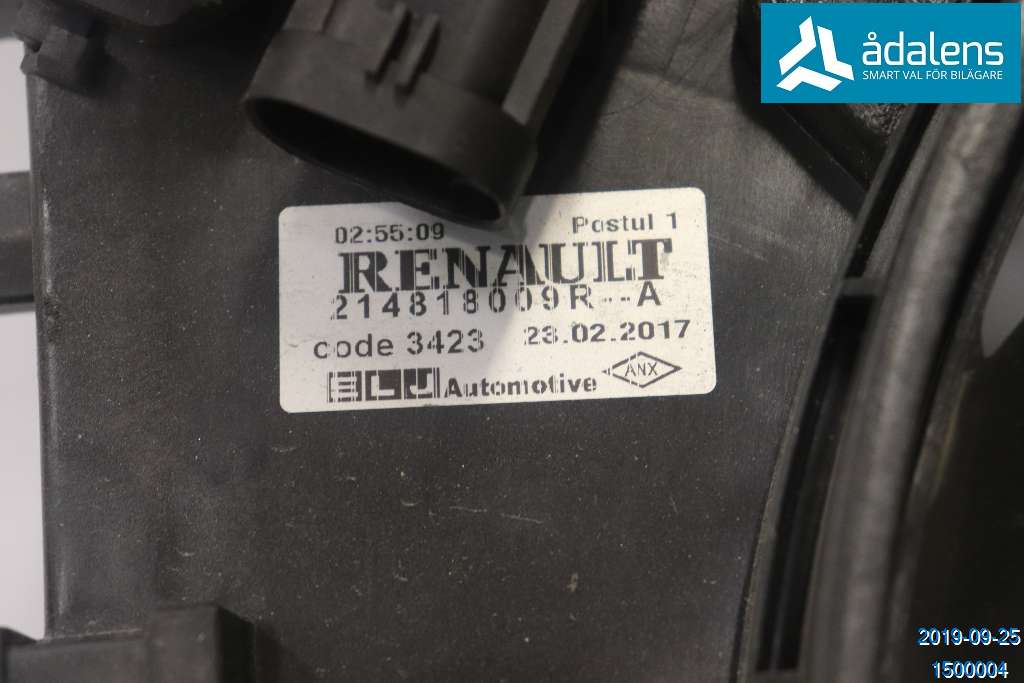 ådalens
SMART VAL FÖR BILÄGARE
02:55:09 Postul 1
RENAULT
214818009R--A
code 3423 23.02.2017
ELJ Automotive ANX
2019-09-25
1500004